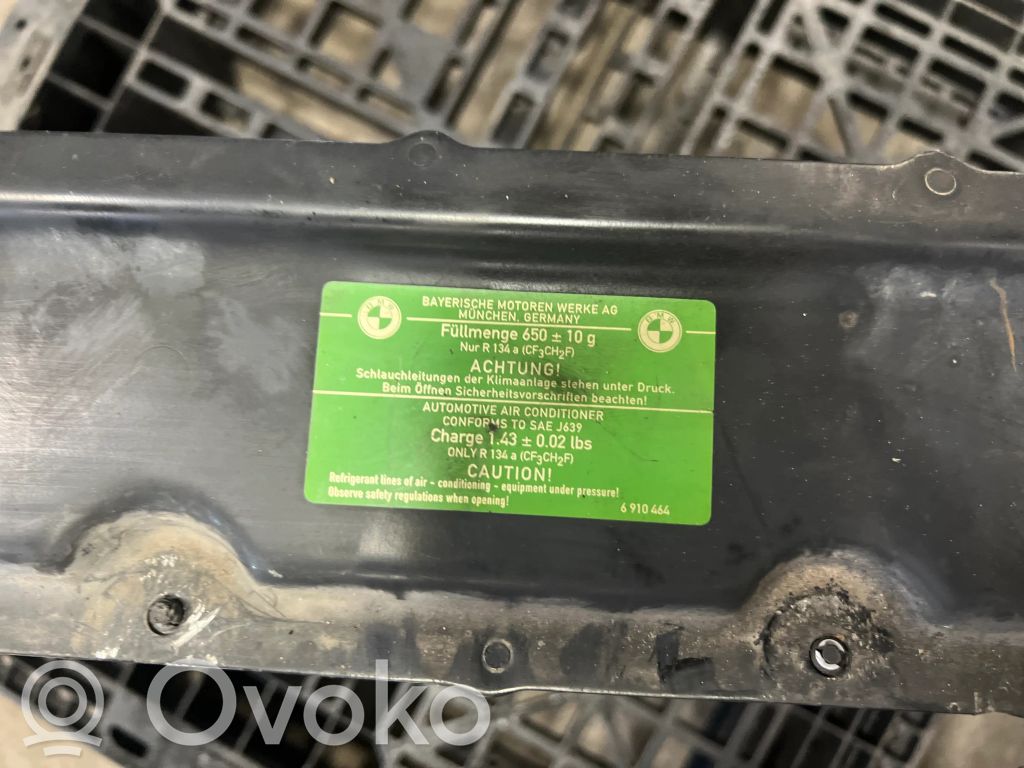 BAYERISCHE MOTOREN WERKE AG
MÜNCHEN, GERMANY
BMW
BMW
Füllmenge 650 ± 10 g
Nur R 134 a (CF3CH2F)
ACHTUNG!
Schlauchleitungen der Klimaanlage stehen unter Druck.
Beim Öffnen Sicherheitsvorschriften beachten!
AUTOMOTIVE AIR CONDITIONER
CONFORMS TO SAE J639
Charge 1.43 ± 0.02 lbs
ONLY R 134 a (CF3CH2F)
CAUTION!
Refrigerant lines of air - conditioning - equipment under pressure!
Observe safety regulations when opening!
6 910 464
Ovoko